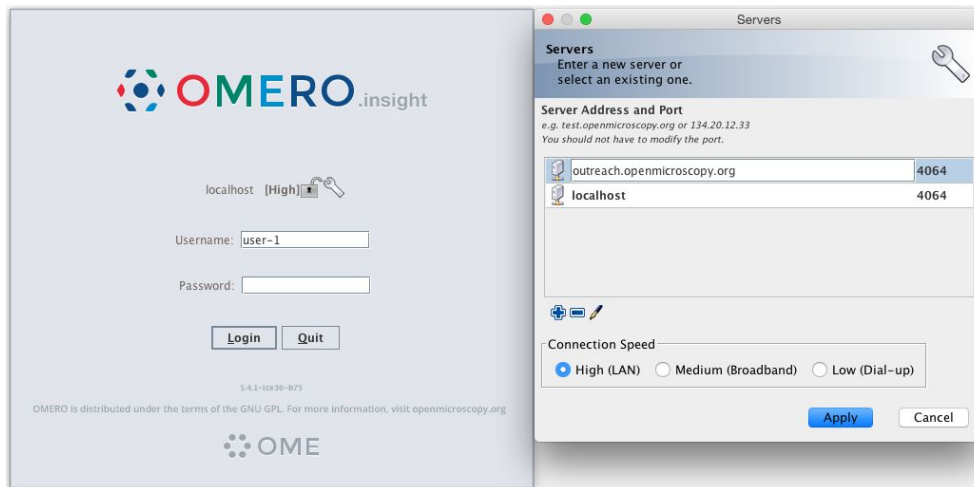 OMERO.insight
localhost [High]
Username: user-1
Password:
Login Quit
5.4.1-ice36-b75
OMERO is distributed under the terms of the GNU GPL. For more information, visit openmicroscopy.org
OME
Servers
Servers
Enter a new server or
select an existing one.
Server Address and Port
e.g. test.openmicroscopy.org or 134.20.12.33
You should not have to modify the port.
outreach.openmicroscopy.org 4064
localhost 4064
Connection Speed
High (LAN) Medium (Broadband) Low (Dial-up)
Apply Cancel